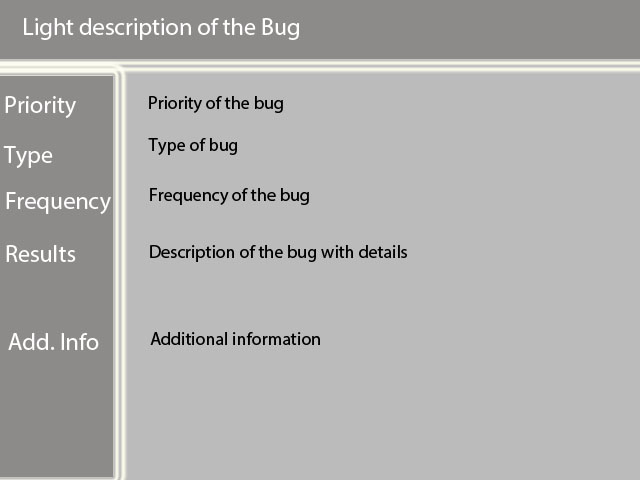 Light description of the Bug
Priority Priority of the bug
Type Type of bug
Frequency Frequency of the bug
Results Description of the bug with details
Add. Info Additional information